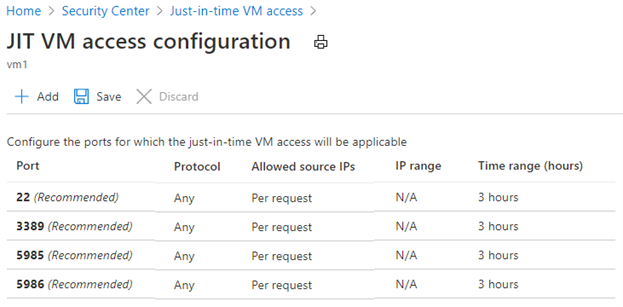 Home > Security Center > Just-in-time VM access >
JIT VM access configuration
vm1
Add Save Discard
Configure the ports for which the just-in-time VM access will be applicable
Port Protocol Allowed source IPs IP range Time range (hours)
22 (Recommended) Any Per request N/A 3 hours
3389 (Recommended) Any Per request N/A 3 hours
5985 (Recommended) Any Per request N/A 3 hours
5986 (Recommended) Any Per request N/A 3 hours